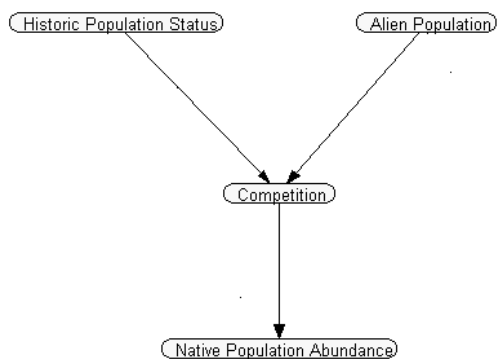 Historic Population Status
Alien Population
Competition
Native Population Abundance